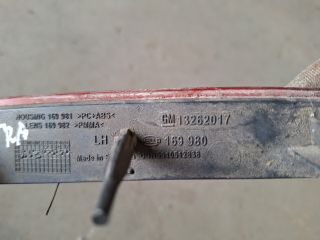 HOUSING 169 981 >PC+ABS<
LENS 169 982 >PMMA<
GM 13262017
LH 169 980
Made in